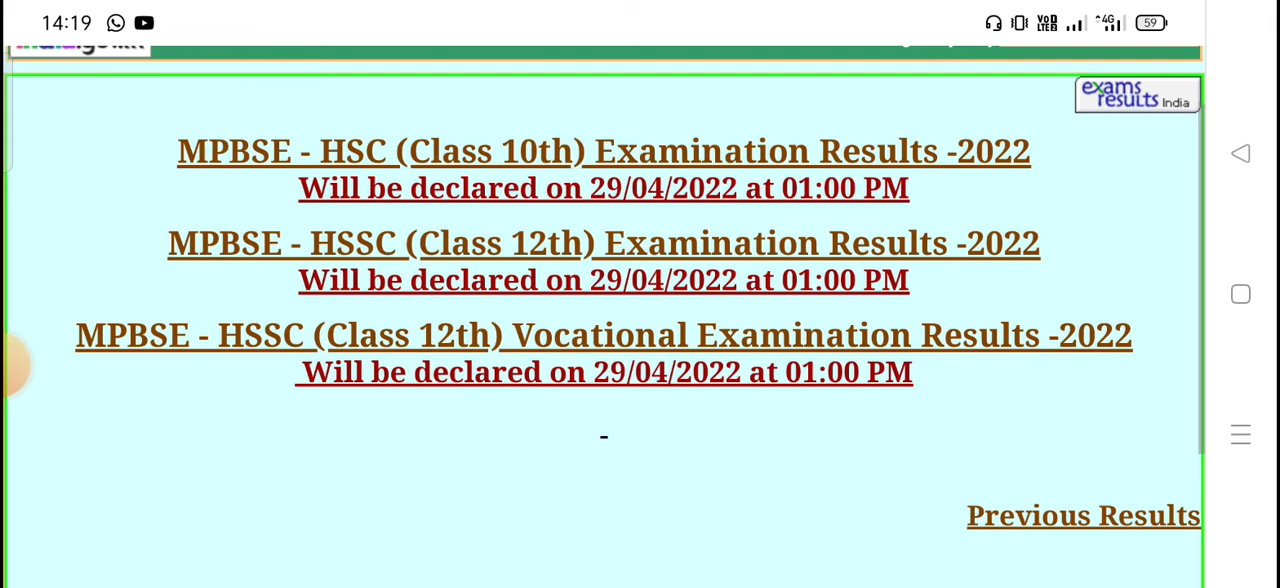 14:19
VoD
LTE2
4G
59
exams
results India
MPBSE - HSC (Class 10th) Examination Results -2022
Will be declared on 29/04/2022 at 01:00 PM
MPBSE - HSSC (Class 12th) Examination Results -2022
Will be declared on 29/04/2022 at 01:00 PM
MPBSE - HSSC (Class 12th) Vocational Examination Results -2022
Will be declared on 29/04/2022 at 01:00 PM
-
Previous Results